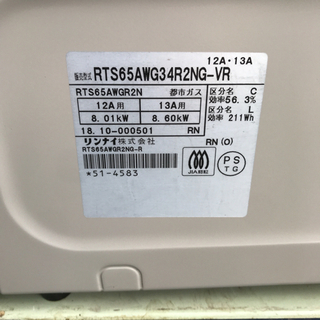 12A・13A
販売型式 RTS65AWG34R2NG-VR
RTS65AWGR2N 都市ガス 区分名 C
12A用 13A用 効率56.3%
8.01kW 8.60kW 区分名 L
18.10-000501 RN 効率 211Wh
リンナイ株式会社 RN (O)
RTS65AWGR2NG-R
*51-4583
JIA
PS
TG